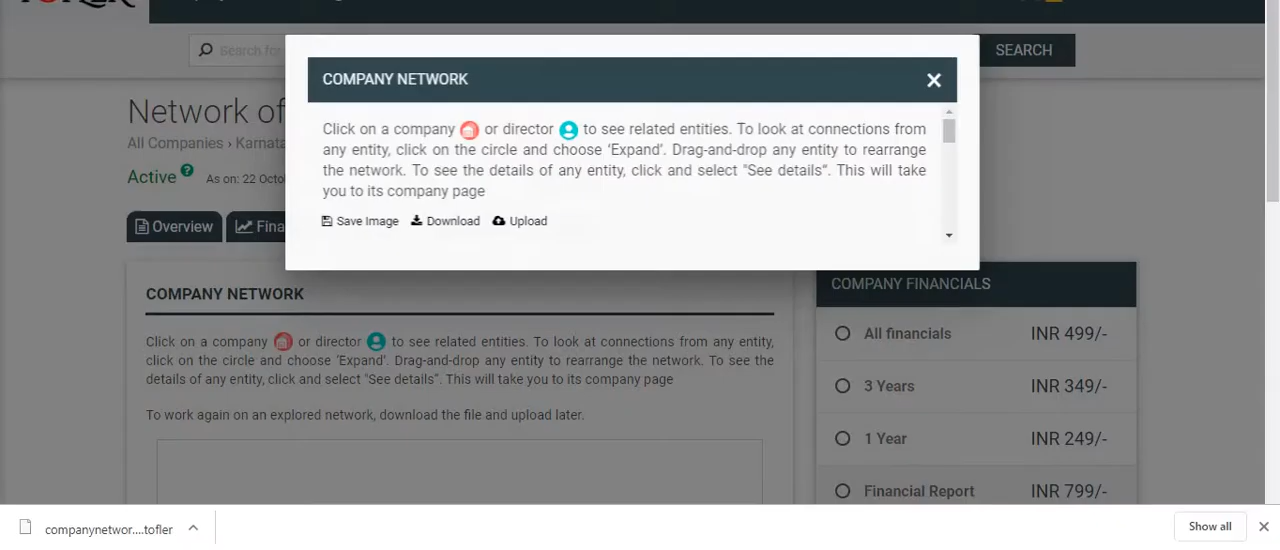 Search for
SEARCH
COMPANY NETWORK
Click on a company or director to see related entities. To look at connections from
any entity, click on the circle and choose ‘Expand’. Drag-and-drop any entity to rearrange
the network. To see the details of any entity, click and select "See details". This will take
you to its company page
Save Image Download Upload
Network of
All Companies › Karnata
Active ? As on: 22 Octo
Overview Fina
COMPANY NETWORK
Click on a company or director to see related entities. To look at connections from any entity,
click on the circle and choose ‘Expand’. Drag-and-drop any entity to rearrange the network. To see the
details of any entity, click and select "See details". This will take you to its company page
To work again on an explored network, download the file and upload later.
COMPANY FINANCIALS
All financials INR 499/-
3 Years INR 349/-
1 Year INR 249/-
Financial Report INR 799/-
companynetwor....tofler
Show all